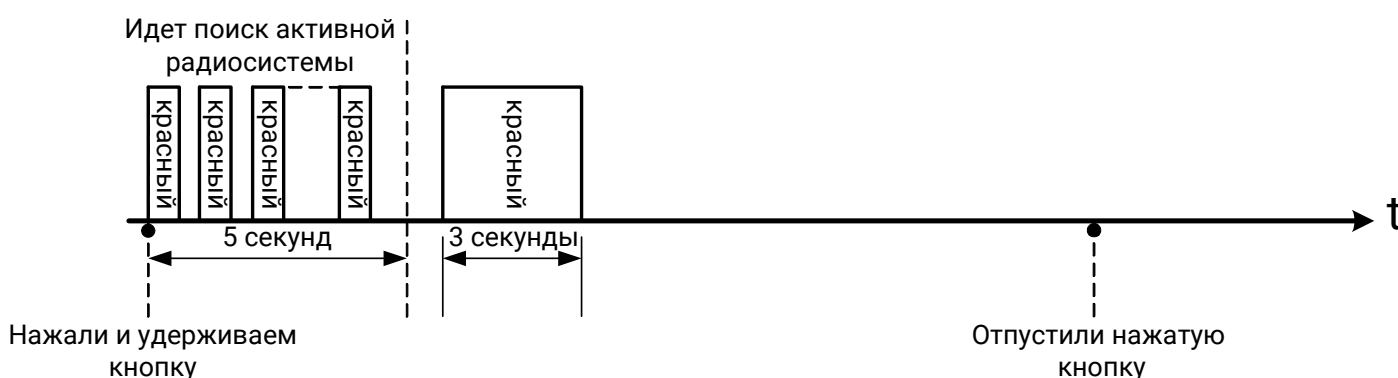 Идет поиск активной
радиосистемы
красный
красный
красный
красный
красный
t
5 секунд
3 секунды
Нажали и удерживаем
кнопку
Отпустили нажатую
кнопку